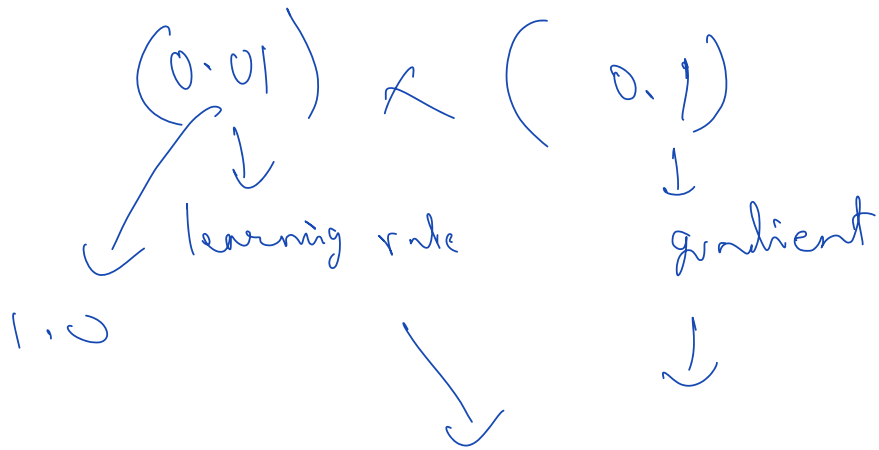 (0.01) × (0.1)
learning rate gradient
1.0